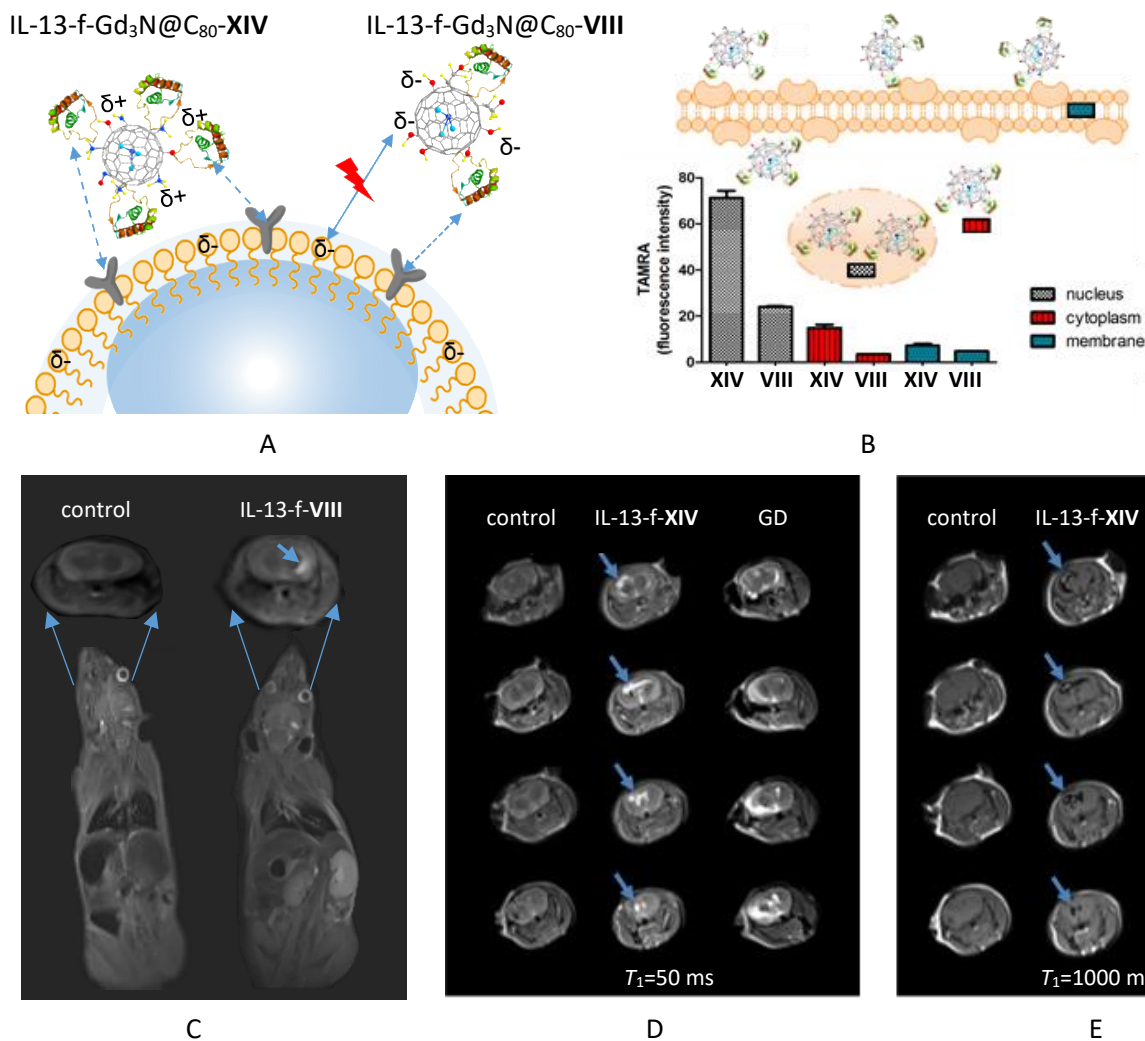 IL-13-f-Gd₃N@C₈₀-XIV
IL-13-f-Gd₃N@C₈₀-VIII
δ+
δ+
δ+
δ+
δ-
δ-
δ-
δ-
δ-
δ-
δ-
δ-
A
TAMRA
(fluorescence intensity)
80
60
40
20
0
XIV VIII XIV VIII XIV VIII
nucleus
cytoplasm
membrane
B
control
IL-13-f-VIII
C
control IL-13-f-XIV GD
T₁=50 ms
D
control IL-13-f-XIV
T₁=1000 m
E